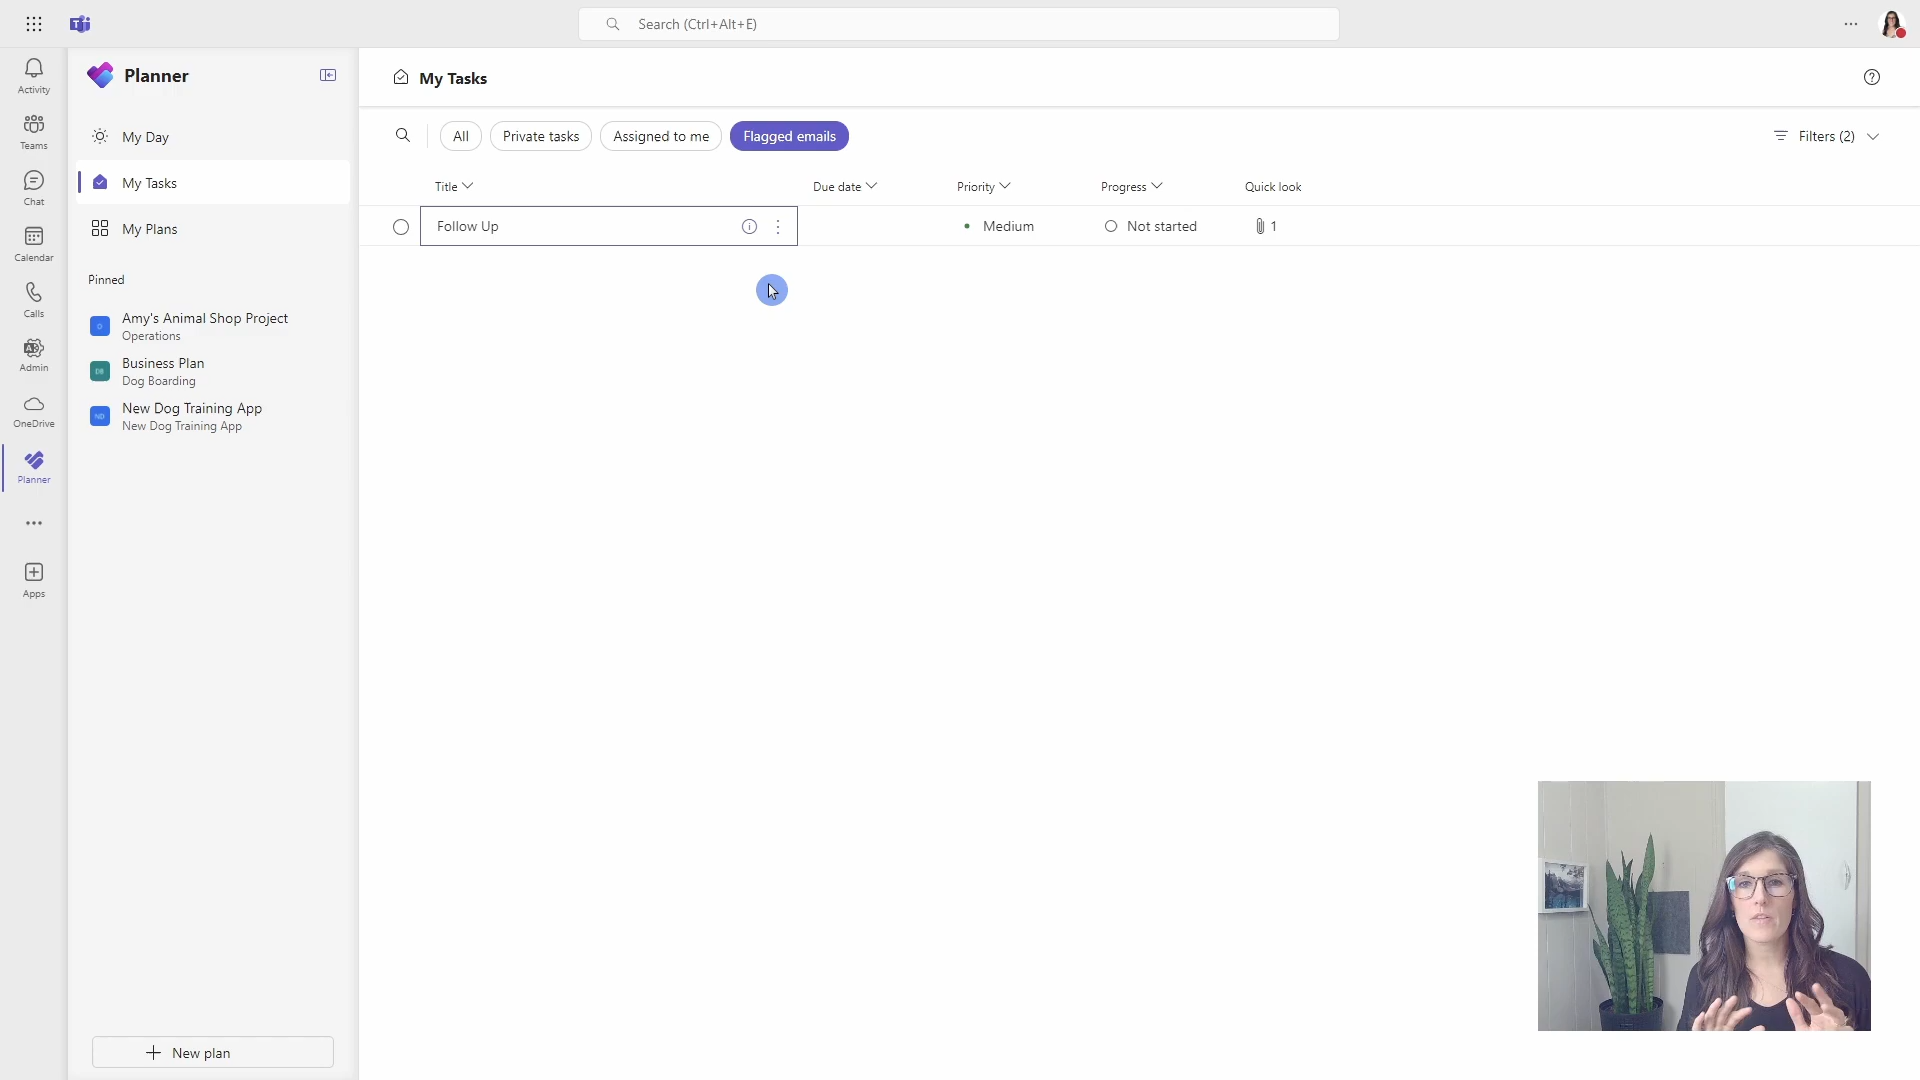 Search (Ctrl+Alt+E)
Activity
Teams
Chat
Calendar
Calls
Admin
OneDrive
Planner
Apps
Planner
My Day
My Tasks
My Plans
Pinned
Amy's Animal Shop Project
Operations
DB
Business Plan
Dog Boarding
ND
New Dog Training App
New Dog Training App
New plan
My Tasks
All
Private tasks
Assigned to me
Flagged emails
Filters (2)
Title
Due date
Priority
Progress
Quick look
Follow Up
Medium
Not started
1